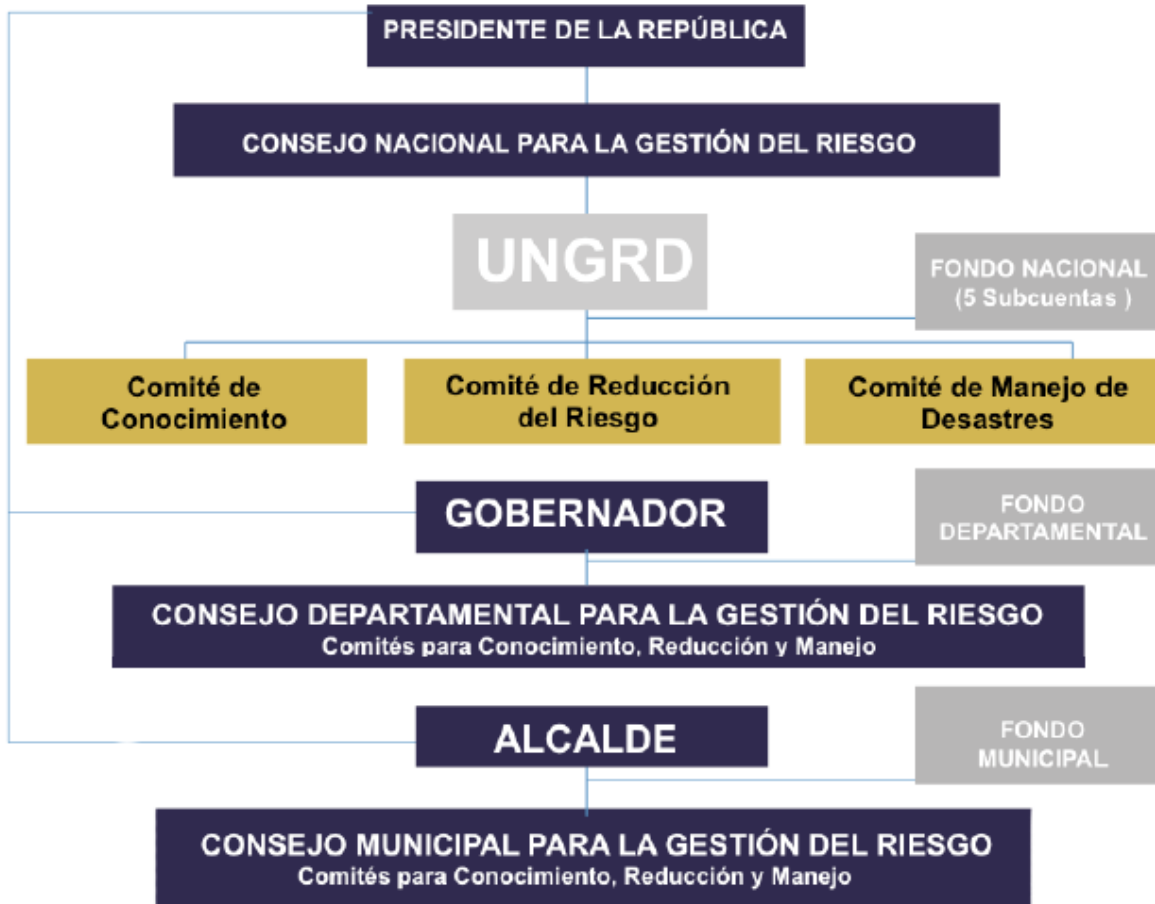 PRESIDENTE DE LA REPÚBLICA
CONSEJO NACIONAL PARA LA GESTIÓN DEL RIESGO
UNGRD
FONDO NACIONAL
(5 Subcuentas )
Comité de
Conocimiento
Comité de Reducción
del Riesgo
Comité de Manejo de
Desastres
GOBERNADOR
FONDO
DEPARTAMENTAL
CONSEJO DEPARTAMENTAL PARA LA GESTIÓN DEL RIESGO
Comités para Conocimiento, Reducción y Manejo
ALCALDE
FONDO
MUNICIPAL
CONSEJO MUNICIPAL PARA LA GESTIÓN DEL RIESGO
Comités para Conocimiento, Reducción y Manejo